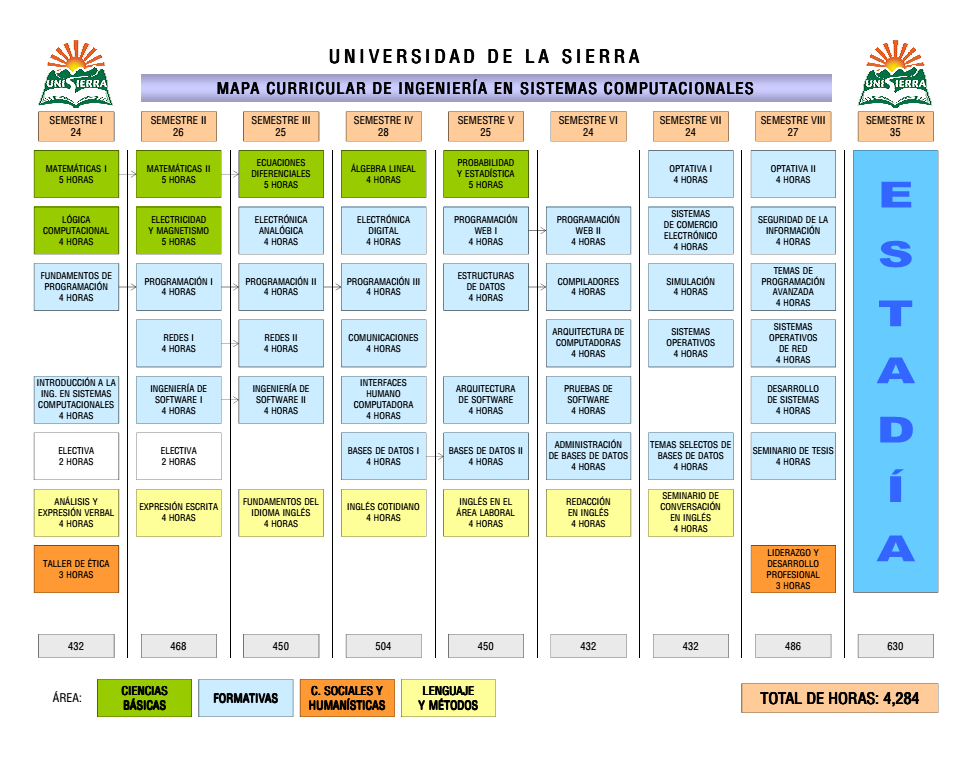 UNIVERSIDAD DE LA SIERRA
UNISIERRA
UNISIERRA
MAPA CURRICULAR DE INGENIERÍA EN SISTEMAS COMPUTACIONALES
SEMESTRE I
24
SEMESTRE II
26
SEMESTRE III
25
SEMESTRE IV
28
SEMESTRE V
25
SEMESTRE VI
24
SEMESTRE VII
24
SEMESTRE VIII
27
SEMESTRE IX
35
MATEMÁTICAS I
5 HORAS
MATEMÁTICAS II
5 HORAS
ECUACIONES
DIFERENCIALES
5 HORAS
ÁLGEBRA LINEAL
4 HORAS
PROBABILIDAD
Y ESTADÍSTICA
5 HORAS
OPTATIVA I
4 HORAS
OPTATIVA II
4 HORAS
LÓGICA
COMPUTACIONAL
4 HORAS
ELECTRICIDAD
Y MAGNETISMO
5 HORAS
ELECTRÓNICA
ANALÓGICA
4 HORAS
ELECTRÓNICA
DIGITAL
4 HORAS
PROGRAMACIÓN
WEB I
4 HORAS
PROGRAMACIÓN
WEB II
4 HORAS
SISTEMAS
DE COMERCIO
ELECTRÓNICO
4 HORAS
SEGURIDAD DE LA
INFORMACIÓN
4 HORAS
FUNDAMENTOS DE
PROGRAMACIÓN
4 HORAS
PROGRAMACIÓN I
4 HORAS
PROGRAMACIÓN II
4 HORAS
PROGRAMACIÓN III
4 HORAS
ESTRUCTURAS
DE DATOS
4 HORAS
COMPILADORES
4 HORAS
SIMULACIÓN
4 HORAS
TEMAS DE
PROGRAMACIÓN
AVANZADA
4 HORAS
REDES I
4 HORAS
REDES II
4 HORAS
COMUNICACIONES
4 HORAS
ARQUITECTURA DE
COMPUTADORAS
4 HORAS
SISTEMAS
OPERATIVOS
4 HORAS
SISTEMAS
OPERATIVOS
DE RED
4 HORAS
INTRODUCCIÓN A LA
ING. EN SISTEMAS
COMPUTACIONALES
4 HORAS
INGENIERÍA DE
SOFTWARE I
4 HORAS
INGENIERÍA DE
SOFTWARE II
4 HORAS
INTERFACES
HUMANO
COMPUTADORA
4 HORAS
ARQUITECTURA
DE SOFTWARE
4 HORAS
PRUEBAS DE
SOFTWARE
4 HORAS
DESARROLLO
DE SISTEMAS
4 HORAS
ELECTIVA
2 HORAS
ELECTIVA
2 HORAS
BASES DE DATOS I
4 HORAS
BASES DE DATOS II
4 HORAS
ADMINISTRACIÓN
DE BASES DE DATOS
4 HORAS
TEMAS SELECTOS DE
BASES DE DATOS
4 HORAS
SEMINARIO DE TESIS
4 HORAS
ANÁLISIS Y
EXPRESIÓN VERBAL
4 HORAS
EXPRESIÓN ESCRITA
4 HORAS
FUNDAMENTOS DEL
IDIOMA INGLÉS
4 HORAS
INGLÉS COTIDIANO
4 HORAS
INGLÉS EN EL
ÁREA LABORAL
4 HORAS
REDACCIÓN
EN INGLÉS
4 HORAS
SEMINARIO DE
CONVERSACIÓN
EN INGLÉS
4 HORAS
TALLER DE ÉTICA
3 HORAS
LIDERAZGO Y
DESARROLLO
PROFESIONAL
3 HORAS
E
S
T
A
D
Í
A
432
468
450
504
450
432
432
486
630
ÁREA:
CIENCIAS
BÁSICAS
FORMATIVAS
C. SOCIALES Y
HUMANÍSTICAS
LENGUAJE
Y MÉTODOS
TOTAL DE HORAS: 4,284